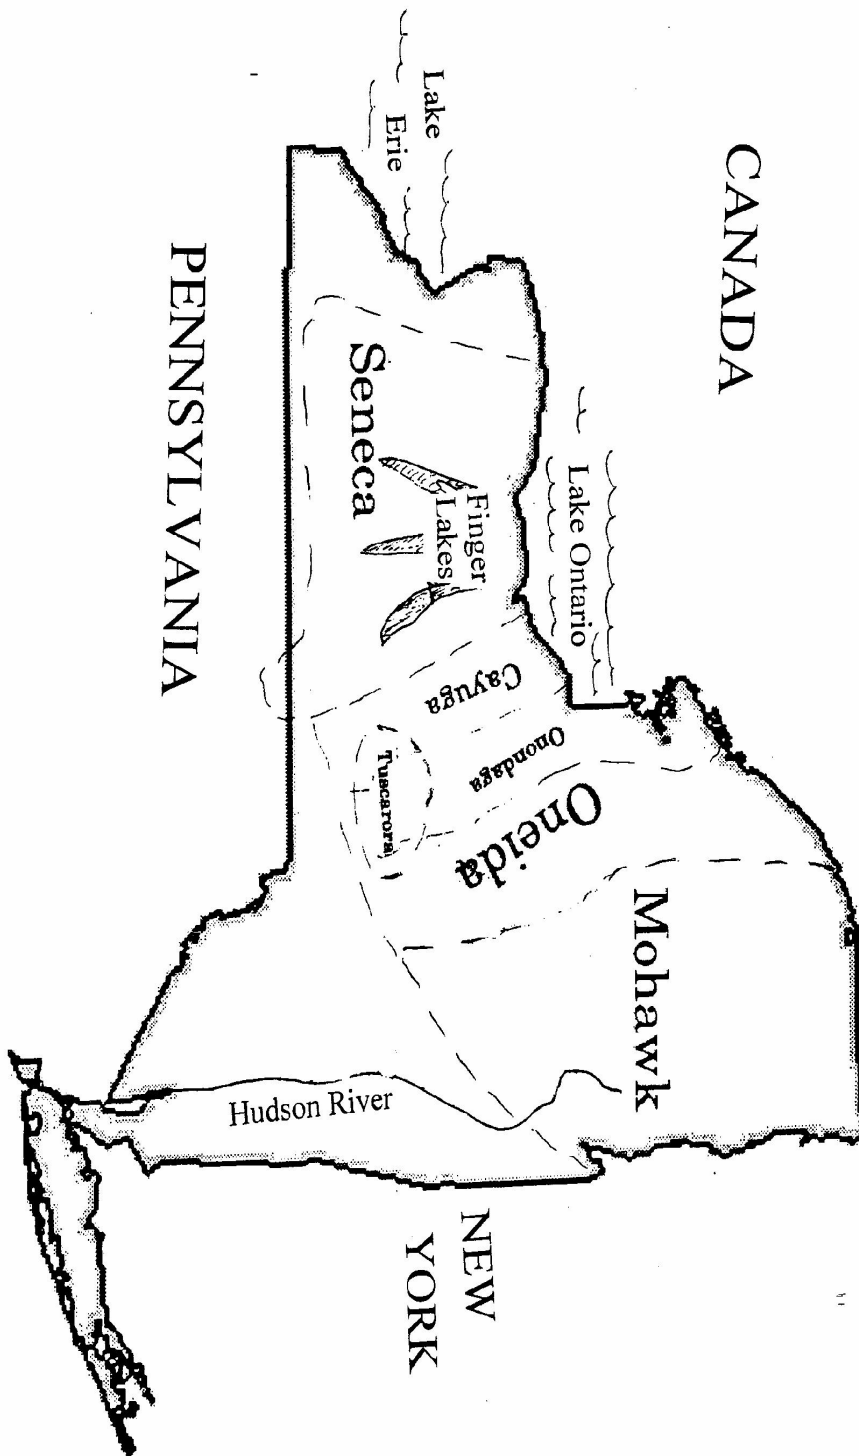 CANADA
Lake
Erie
Lake Ontario
Finger
Lakes
Seneca
Cayuga
Onondaga
Oneida
Tuscarora
Mohawk
Hudson River
PENNSYLVANIA
NEW
YORK